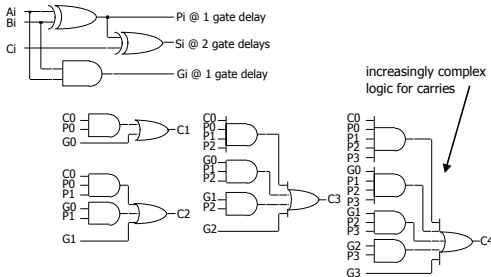 Ai
Bi
Ci
Pi @ 1 gate delay
Si @ 2 gate delays
Gi @ 1 gate delay
increasingly complex
logic for carries
C0
P0
G0
C1
C0
P0
P1
G0
P1
G1
C2
C0
P0
P1
P2
G0
P1
P2
G1
P2
G2
C3
C0
P0
P1
P2
P3
G0
P1
P2
P3
G1
P2
P3
G2
P3
G3
C4